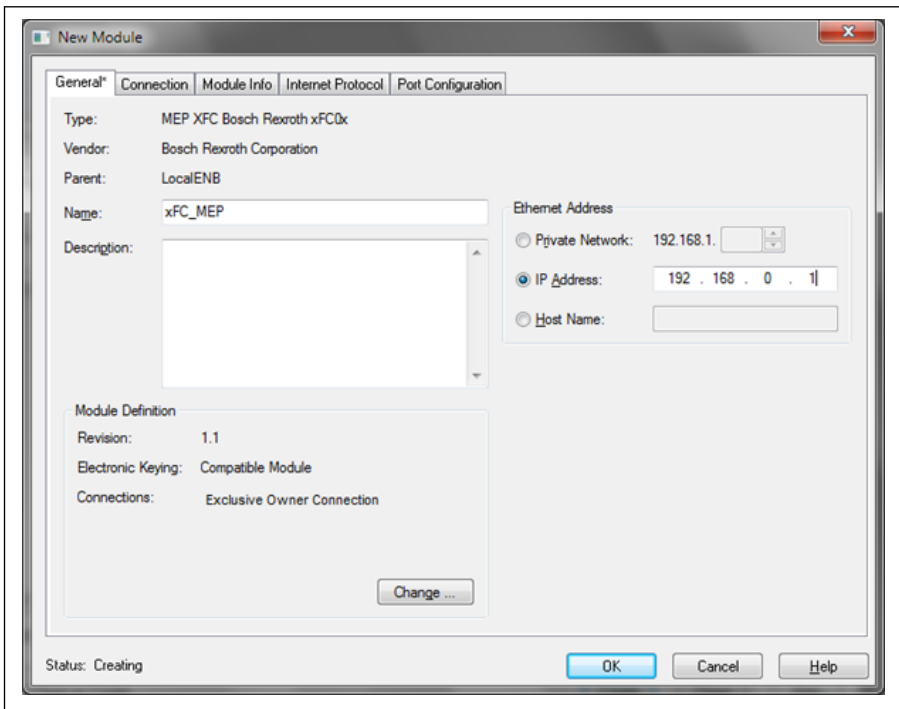 New Module
General* Connection Module Info Internet Protocol Port Configuration
Type: MEP XFC Bosch Rexroth xFC0x
Vendor: Bosch Rexroth Corporation
Parent: LocalENB
Name: xFC_MEP
Description:
Ethernet Address
Private Network: 192.168.1.
IP Address: 192 . 168 . 0 . 1
Host Name:
Module Definition
Revision: 1.1
Electronic Keying: Compatible Module
Connections: Exclusive Owner Connection
Change ...
Status: Creating
OK Cancel Help